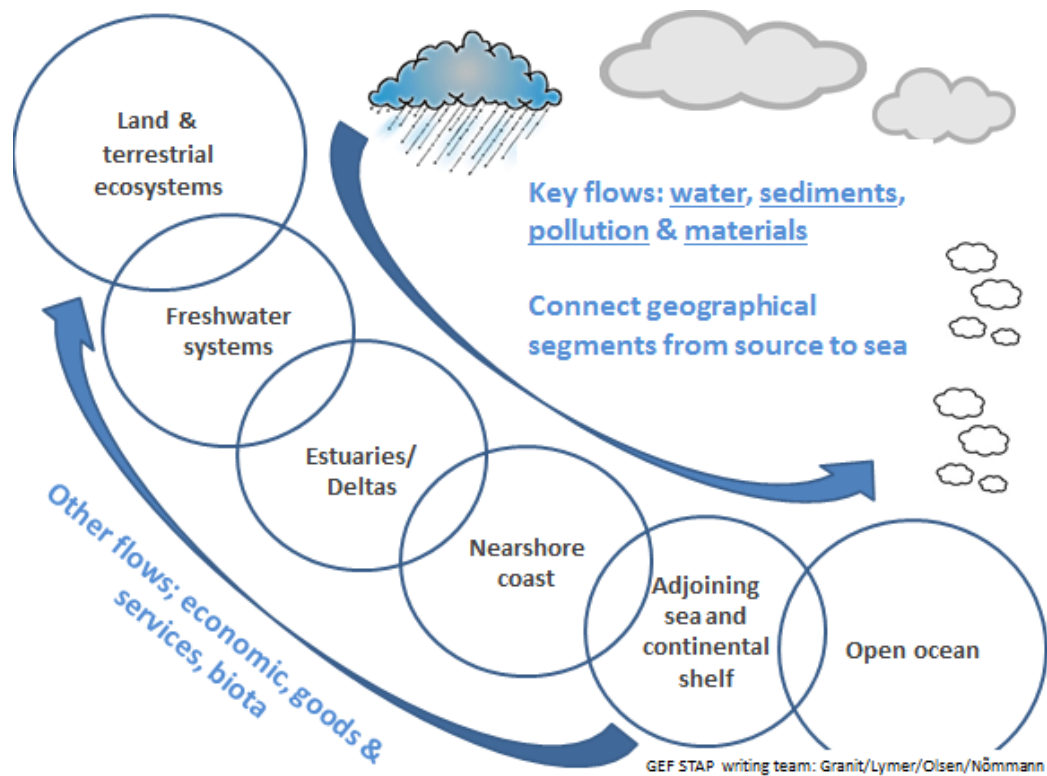 Land &
terrestrial
ecosystems
Key flows: water, sediments,
pollution & materials
Freshwater
systems
Connect geographical
segments from source to sea
Estuaries/
Deltas
Other flows; economic, goods &
services, biota
Nearshore
coast
Adjoining
sea and
continental
shelf
Open ocean
GEF STAP writing team: Granit/Lymer/Olsen/Nõmmann